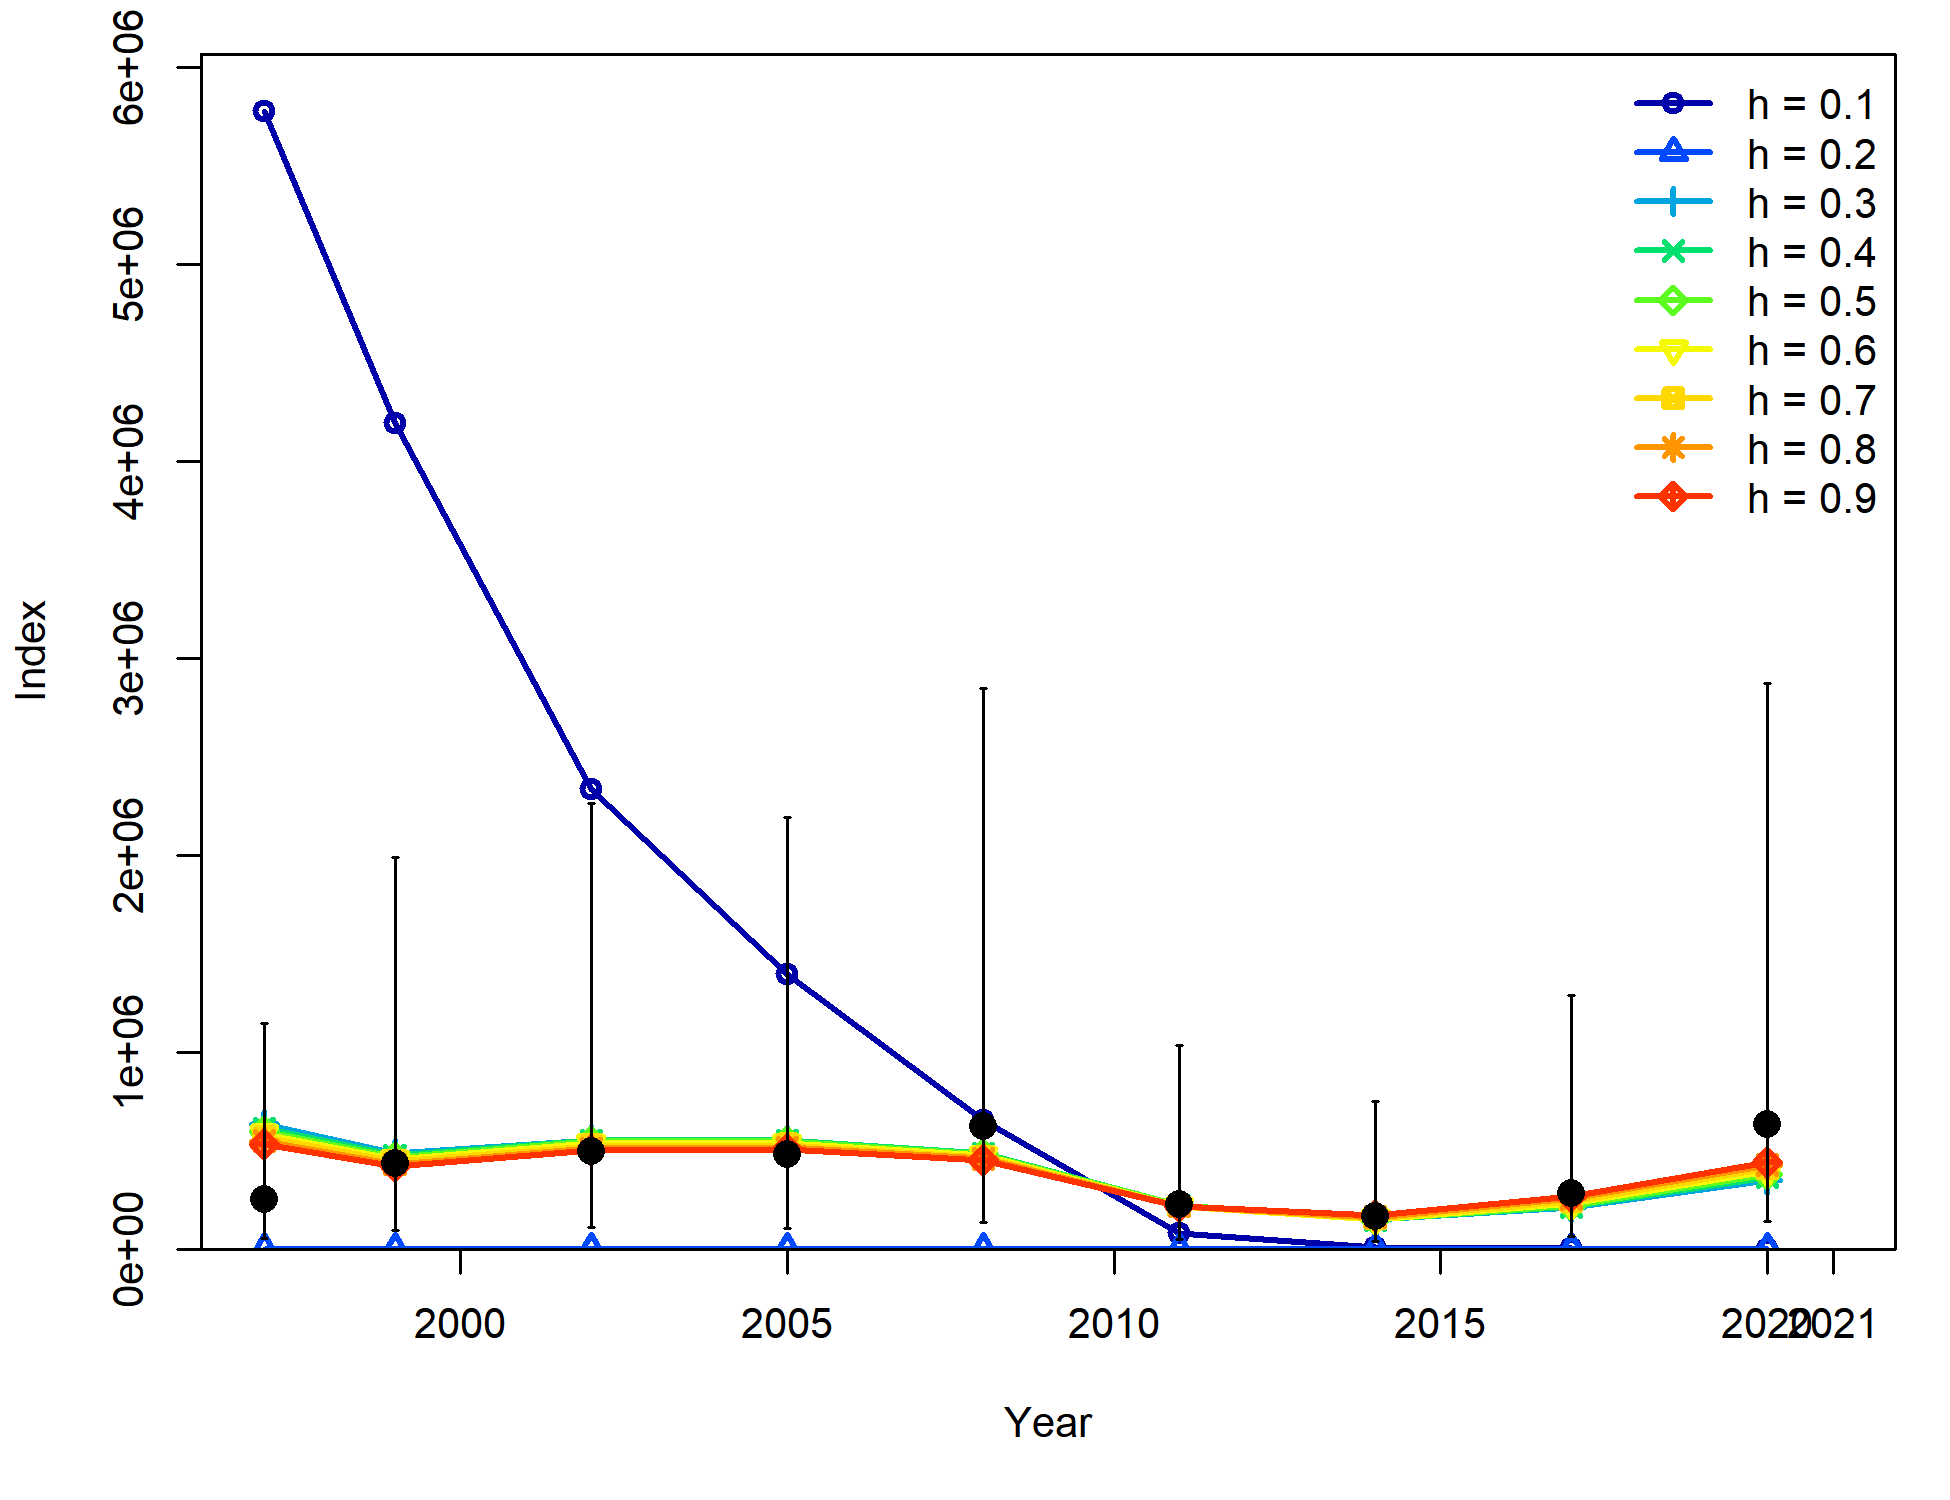 6e+06
5e+06
4e+06
3e+06
2e+06
1e+06
0e+00
Index
h = 0.1
h = 0.2
h = 0.3
h = 0.4
h = 0.5
h = 0.6
h = 0.7
h = 0.8
h = 0.9
2000 2005 2010 2015 2020 2021
Year